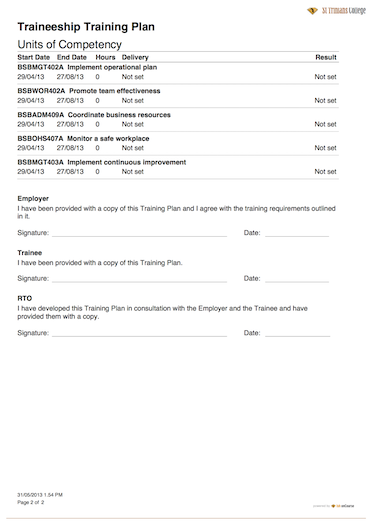 St Trinians College
Traineeship Training Plan
Units of Competency
Start Date End Date Hours Delivery Result
BSBMGT402A Implement operational plan
29/04/13 27/08/13 0 Not set Not set
BSBWOR402A Promote team effectiveness
29/04/13 27/08/13 0 Not set Not set
BSBADM409A Coordinate business resources
29/04/13 27/08/13 0 Not set Not set
BSBOHS407A Monitor a safe workplace
29/04/13 27/08/13 0 Not set Not set
BSBMGT403A Implement continuous improvement
29/04/13 27/08/13 0 Not set Not set
Employer
I have been provided with a copy of this Training Plan and I agree with the training requirements outlined
in it.
Signature: Date:
Trainee
I have been provided with a copy of this Training Plan.
Signature: Date:
RTO
I have developed this Training Plan in consultation with the Employer and the Trainee and have
provided them with a copy.
Signature: Date:
31/05/2013 1.54 PM
Page 2 of 2